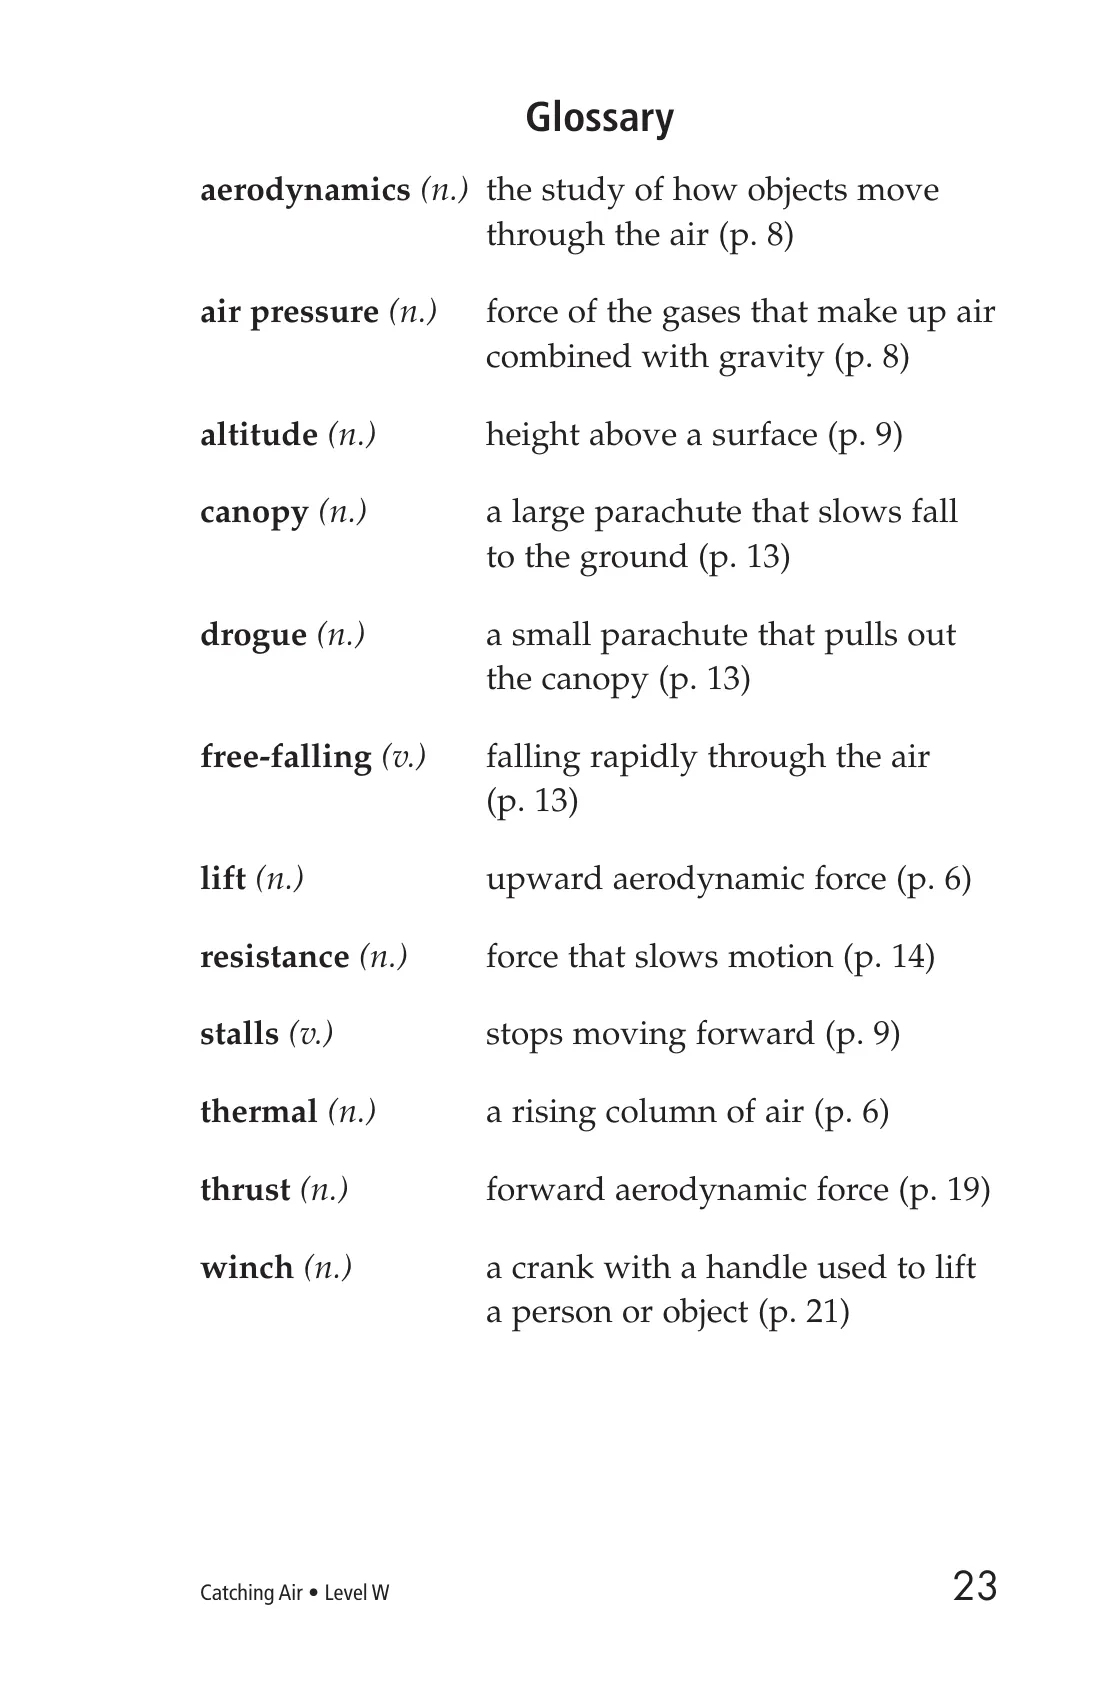 Glossary
aerodynamics (n.) the study of how objects move
through the air (p. 8)
air pressure (n.) force of the gases that make up air
combined with gravity (p. 8)
altitude (n.) height above a surface (p. 9)
canopy (n.) a large parachute that slows fall
to the ground (p. 13)
drogue (n.) a small parachute that pulls out
the canopy (p. 13)
free-falling (v.) falling rapidly through the air
(p. 13)
lift (n.) upward aerodynamic force (p. 6)
resistance (n.) force that slows motion (p. 14)
stalls (v.) stops moving forward (p. 9)
thermal (n.) a rising column of air (p. 6)
thrust (n.) forward aerodynamic force (p. 19)
winch (n.) a crank with a handle used to lift
a person or object (p. 21)
Catching Air • Level W 23